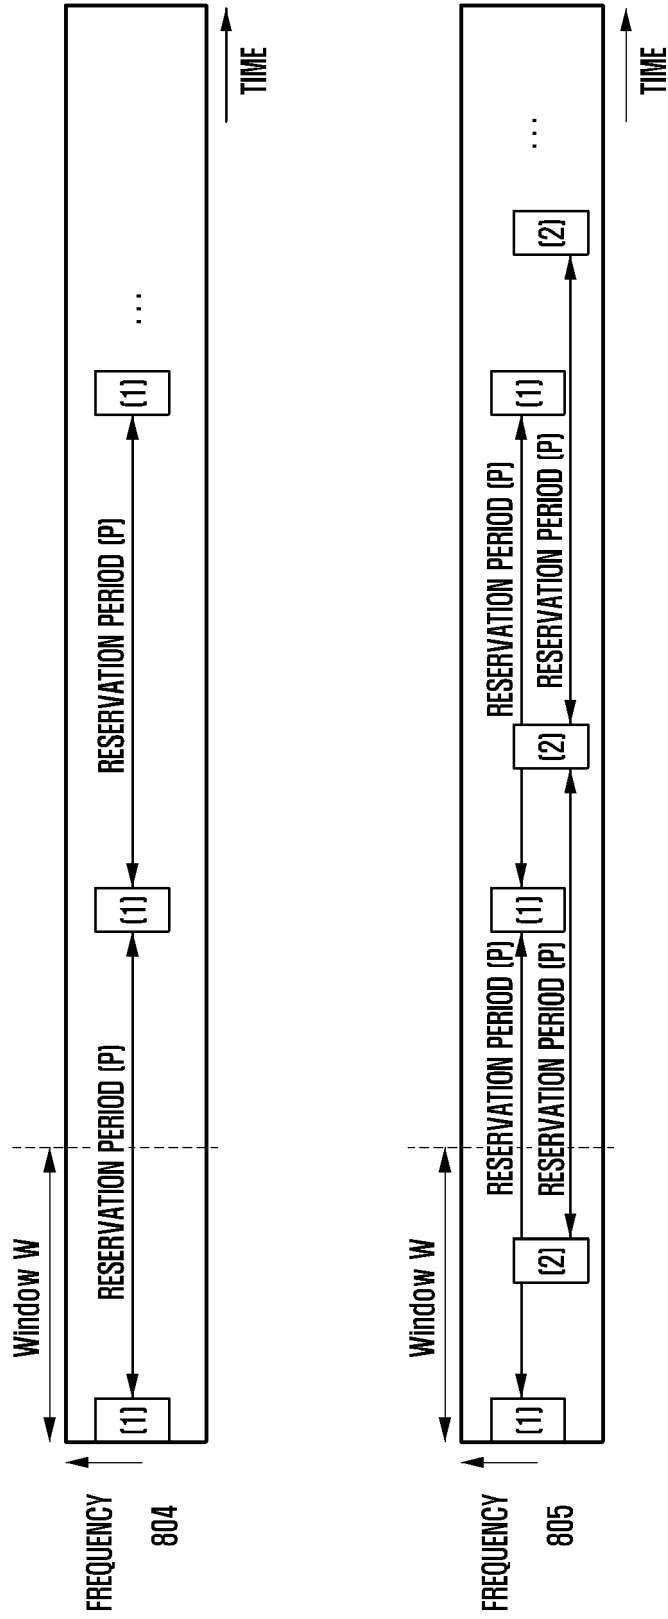 Window W
RESERVATION PERIOD (P)
RESERVATION PERIOD (P)
(1)
(1)
(1)
...
FREQUENCY
804
TIME
Window W
RESERVATION PERIOD (P)
RESERVATION PERIOD (P)
(1)
(1)
(1)
RESERVATION PERIOD (P)
RESERVATION PERIOD (P)
(2)
(2)
(2)
...
FREQUENCY
805
TIME